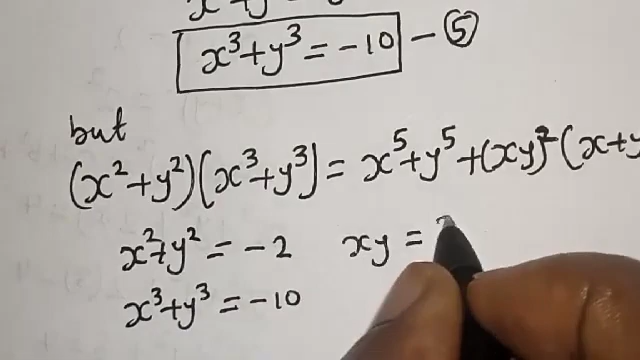 x³+y³ = -10 - ⑤
but
(x²+y²)(x³+y³) = x⁵+y⁵+(xy)²(x+y
x²+y² = -2 xy =
x³+y³ = -10